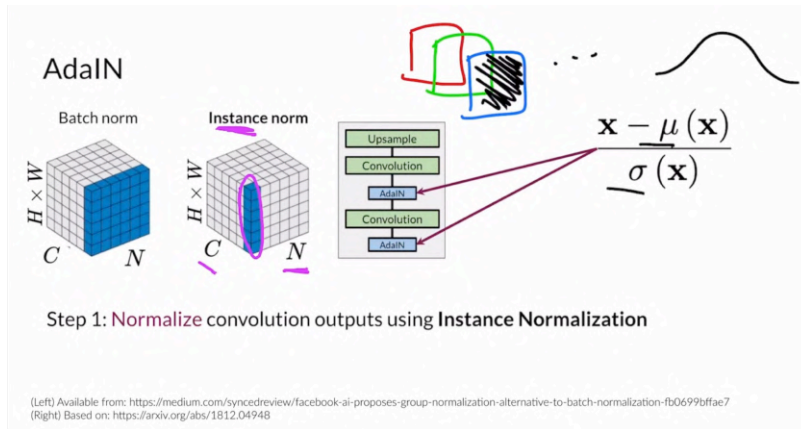 AdaIN
Batch norm
Instance norm
H × W
C
N
H × W
C
N
Upsample
Convolution
AdaIN
Convolution
AdaIN
x − μ (x)
σ (x)
Step 1: Normalize convolution outputs using Instance Normalization
(Left) Available from: https://medium.com/syncedreview/facebook-ai-proposes-group-normalization-alternative-to-batch-normalization-fb0699bffae7
(Right) Based on: https://arxiv.org/abs/1812.04948